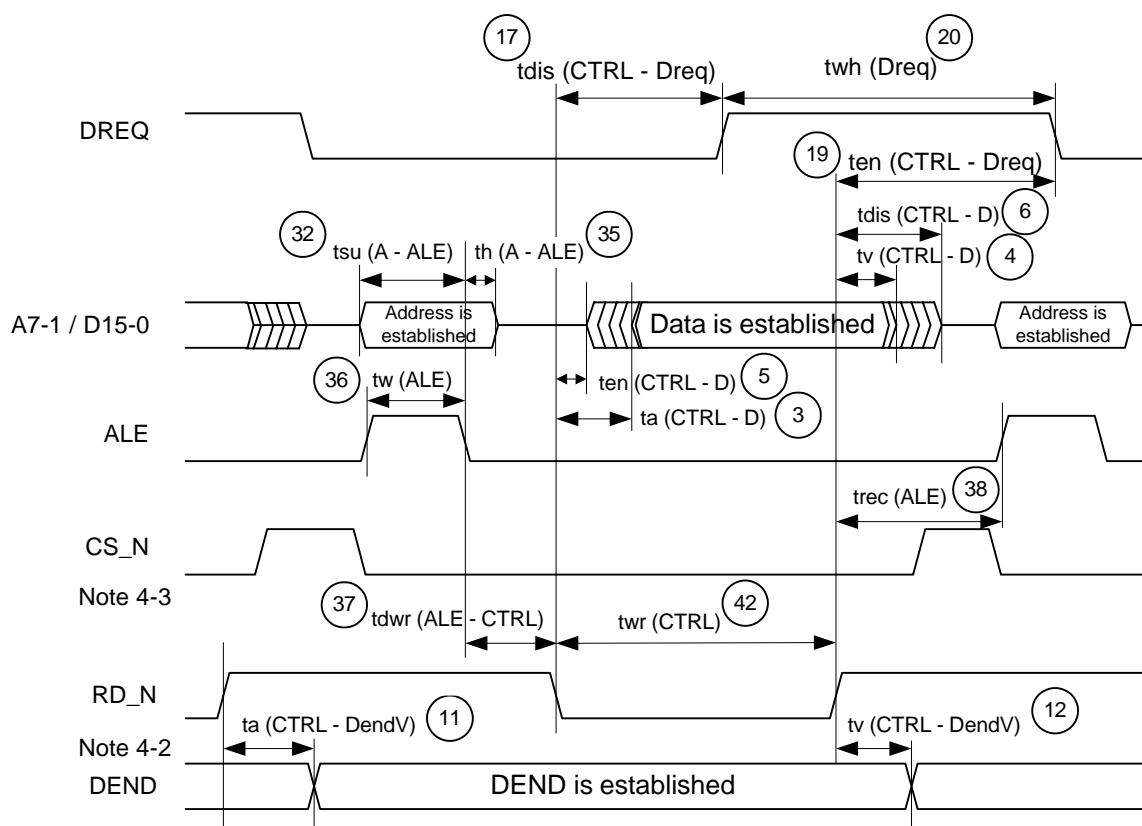 17
20
tdis (CTRL - Dreq)
twh (Dreq)
DREQ
19
ten (CTRL - Dreq)
tdis (CTRL - D)
6
32
35
tsu (A - ALE)
th (A - ALE)
tv (CTRL - D)
4
A7-1 / D15-0
Address is
established
Data is established
Address is
established
36
tw (ALE)
ten (CTRL - D)
5
ta (CTRL - D)
3
ALE
trec (ALE)
38
CS_N
Note 4-3
37
tdwr (ALE - CTRL)
twr (CTRL)
42
RD_N
ta (CTRL - DendV)
11
tv (CTRL - DendV)
12
Note 4-2
DEND
DEND is established